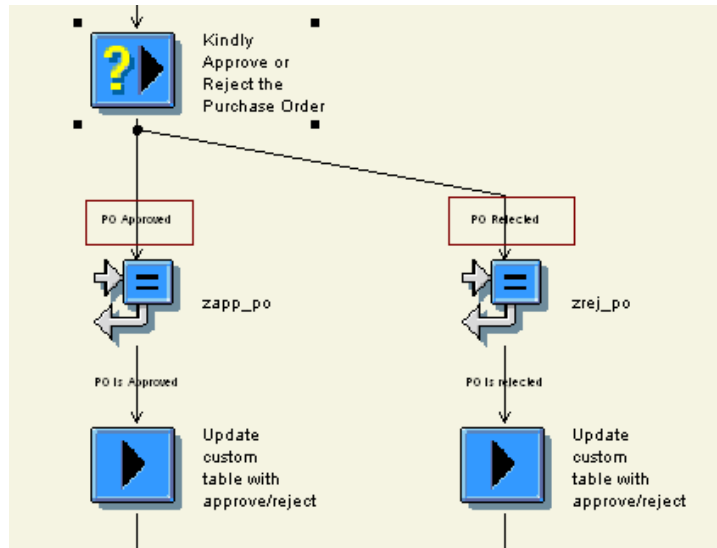 Kindly
Approve or
Reject the
Purchase Order
PO Approved
PO Rejected
zapp_po
zrej_po
PO Is Approved
PO Is rejected
Update
custom
table with
approve/reject
Update
custom
table with
approve/reject